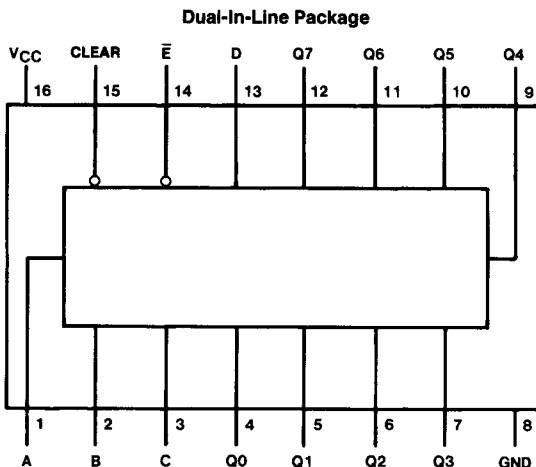 Dual-In-Line Package
VCC CLEAR E̅ D Q7 Q6 Q5 Q4
16 15 14 13 12 11 10 9
1 2 3 4 5 6 7 8
A B C Q0 Q1 Q2 Q3 GND